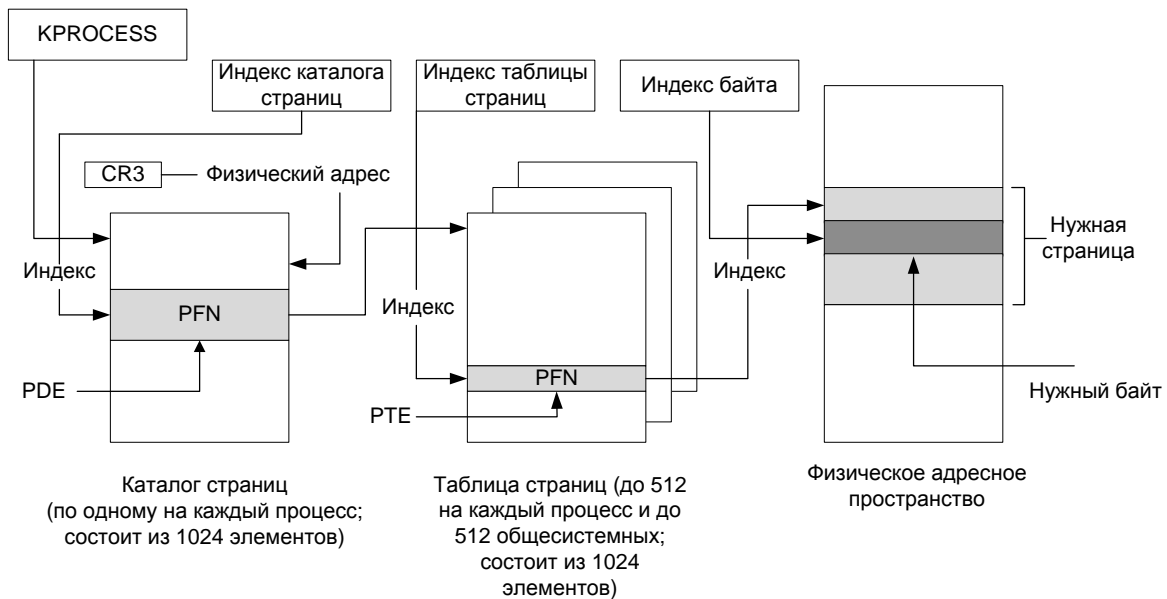 KPROCESS
Индекс каталога
страниц
Индекс таблицы
страниц
Индекс байта
CR3
Физический адрес
Индекс
PFN
PDE
Индекс
PFN
PTE
Индекс
Нужная
страница
Нужный байт
Каталог страниц
(по одному на каждый процесс;
состоит из 1024 элементов)
Таблица страниц (до 512
на каждый процесс и до
512 общесистемных;
состоит из 1024
элементов)
Физическое адресное
пространство